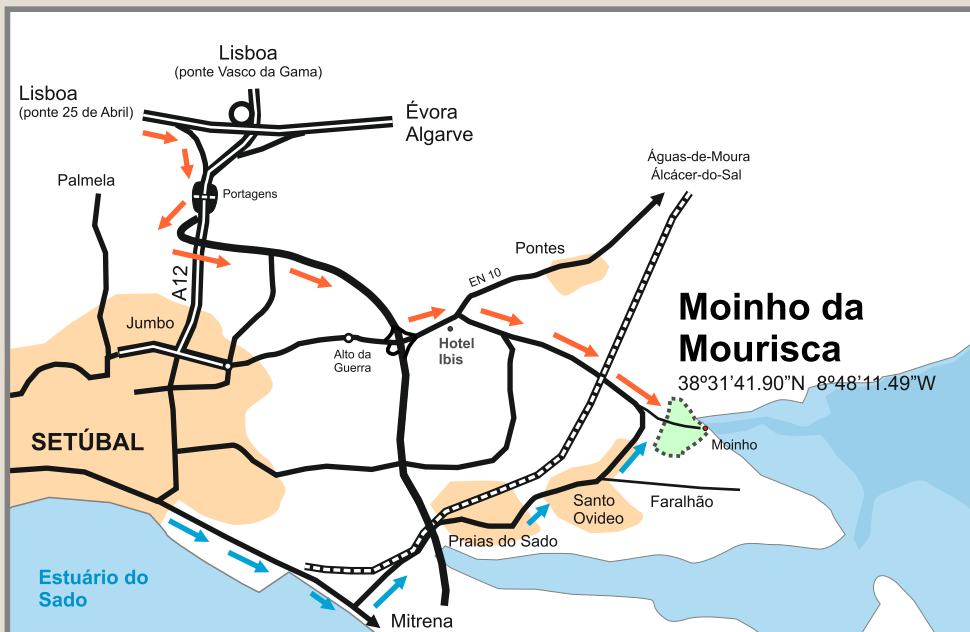 Lisboa
(ponte Vasco da Gama)
Lisboa
(ponte 25 de Abril)
Évora
Algarve
Águas-de-Moura
Álcácer-do-Sal
Palmela
Portagens
Pontes
EN 10
A12
Moinho da
Mourisca
38º31’41.90”N 8º48’11.49”W
Jumbo
Alto da
Guerra
Hotel
Ibis
SETÚBAL
Moinho
Santo
Ovideo
Faralhão
Praias do Sado
Estuário do
Sado
Mitrena